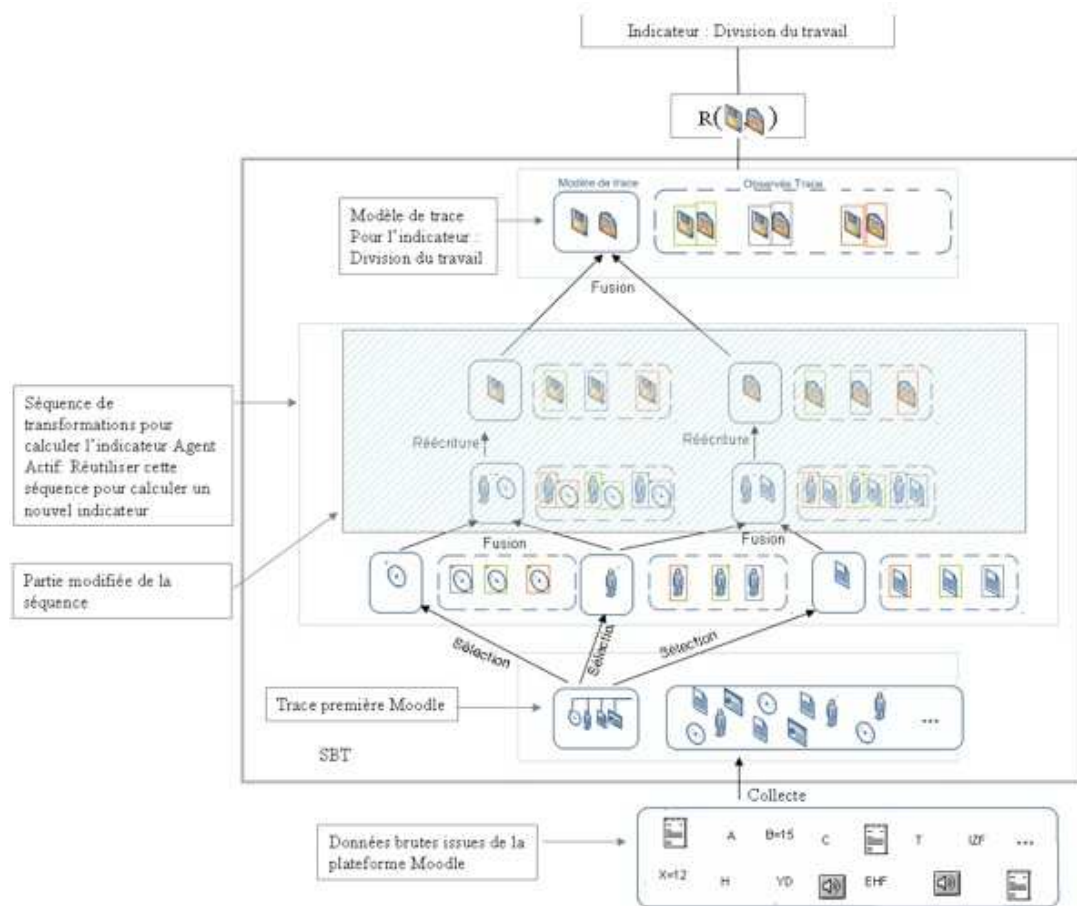 Indicateur : Division du travail
R( )
Modèle de trace
Observée Trace
Modèle de trace
Pour l'indicateur :
Division du travail
Fusion
Séquence de
transformations pour
calculer l'indicateur Agent
Actif: Réutiliser cette
séquence pour calculer un
nouvel indicateur
Réécriture
Réécriture
Fusion
Fusion
Partie modifiée de la
séquence
Sélection
Sélection
Sélection
Trace première Moodle
...
SBT
Collecte
Données brutes issues de la
plateforme Moodle
A B=15 C T IZF ...
X=12 H YD EHF